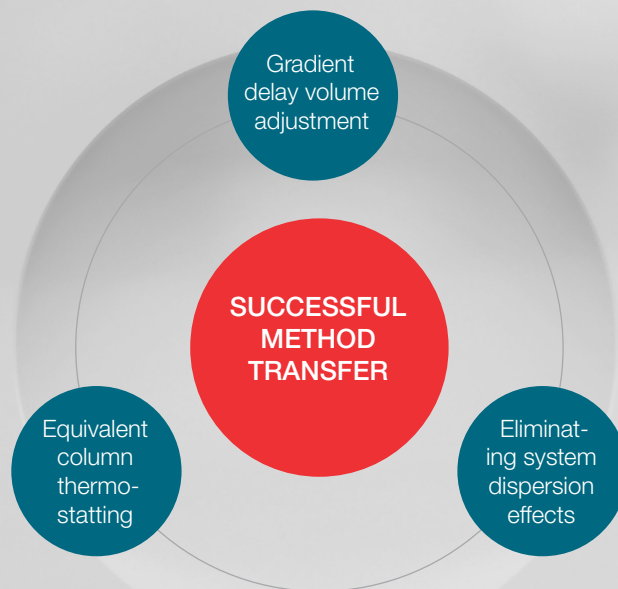 Gradient
delay volume
adjustment
SUCCESSFUL
METHOD
TRANSFER
Equivalent
column
thermo-
statting
Eliminat-
ing system
dispersion
effects